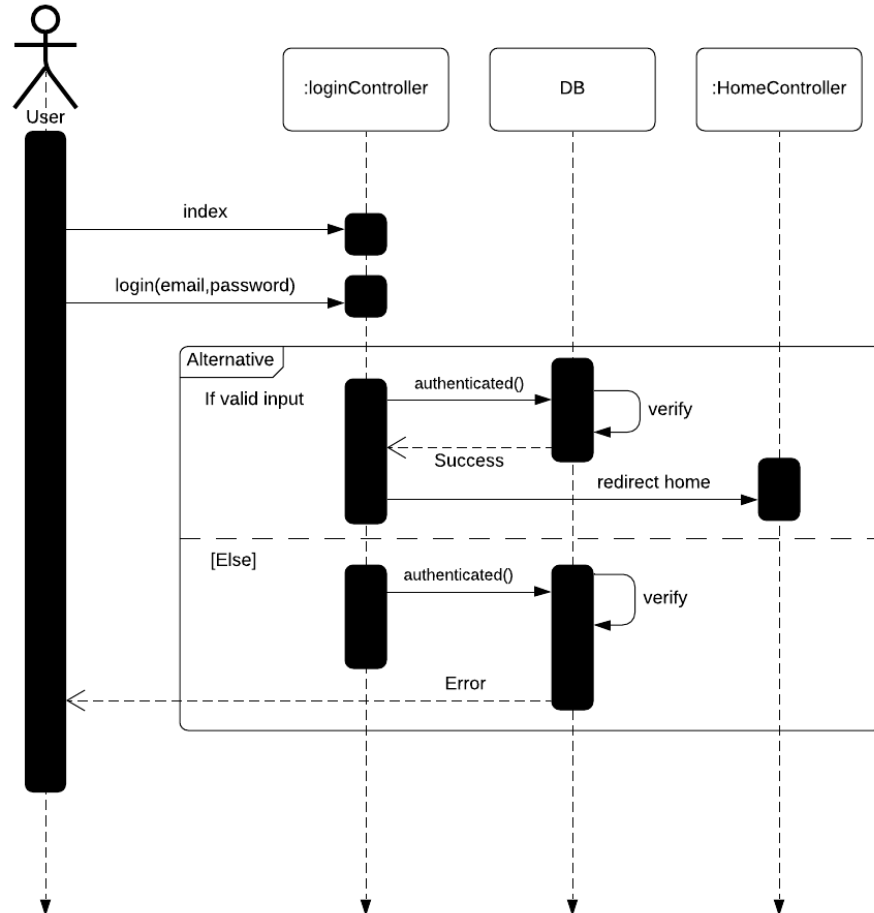 User
:loginController
DB
:HomeController
index
login(email,password)
Alternative
If valid input
authenticated()
verify
Success
redirect home
[Else]
authenticated()
verify
Error